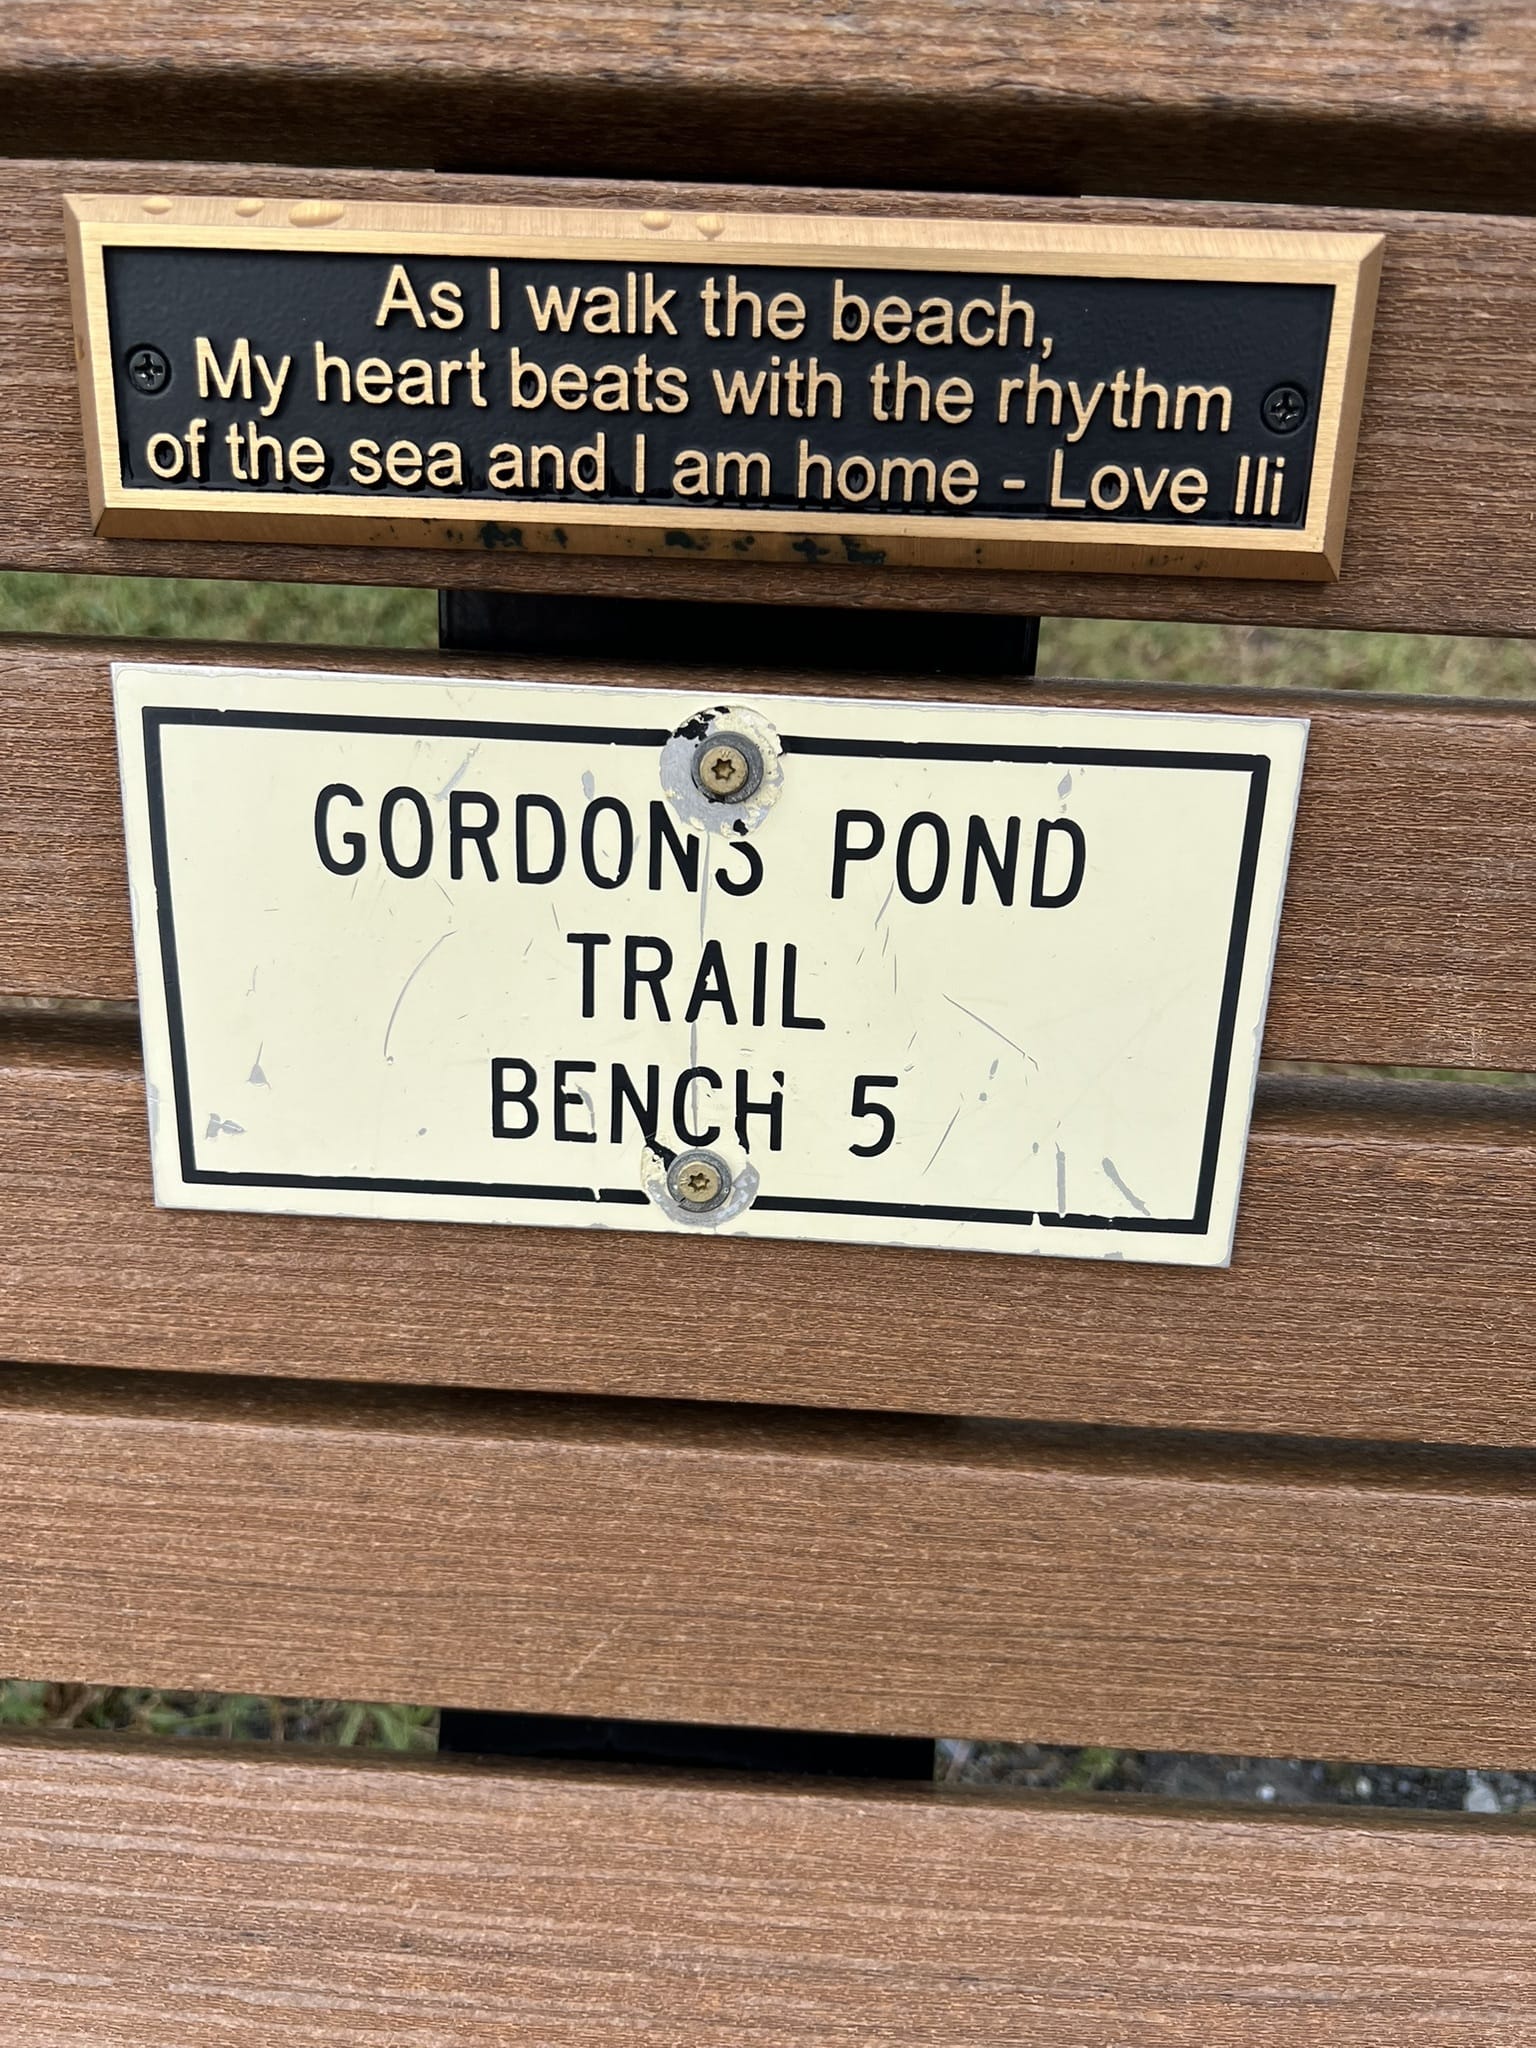 As I walk the beach,
My heart beats with the rhythm
of the sea and I am home - Love Ili
GORDONS POND
TRAIL
BENCH 5